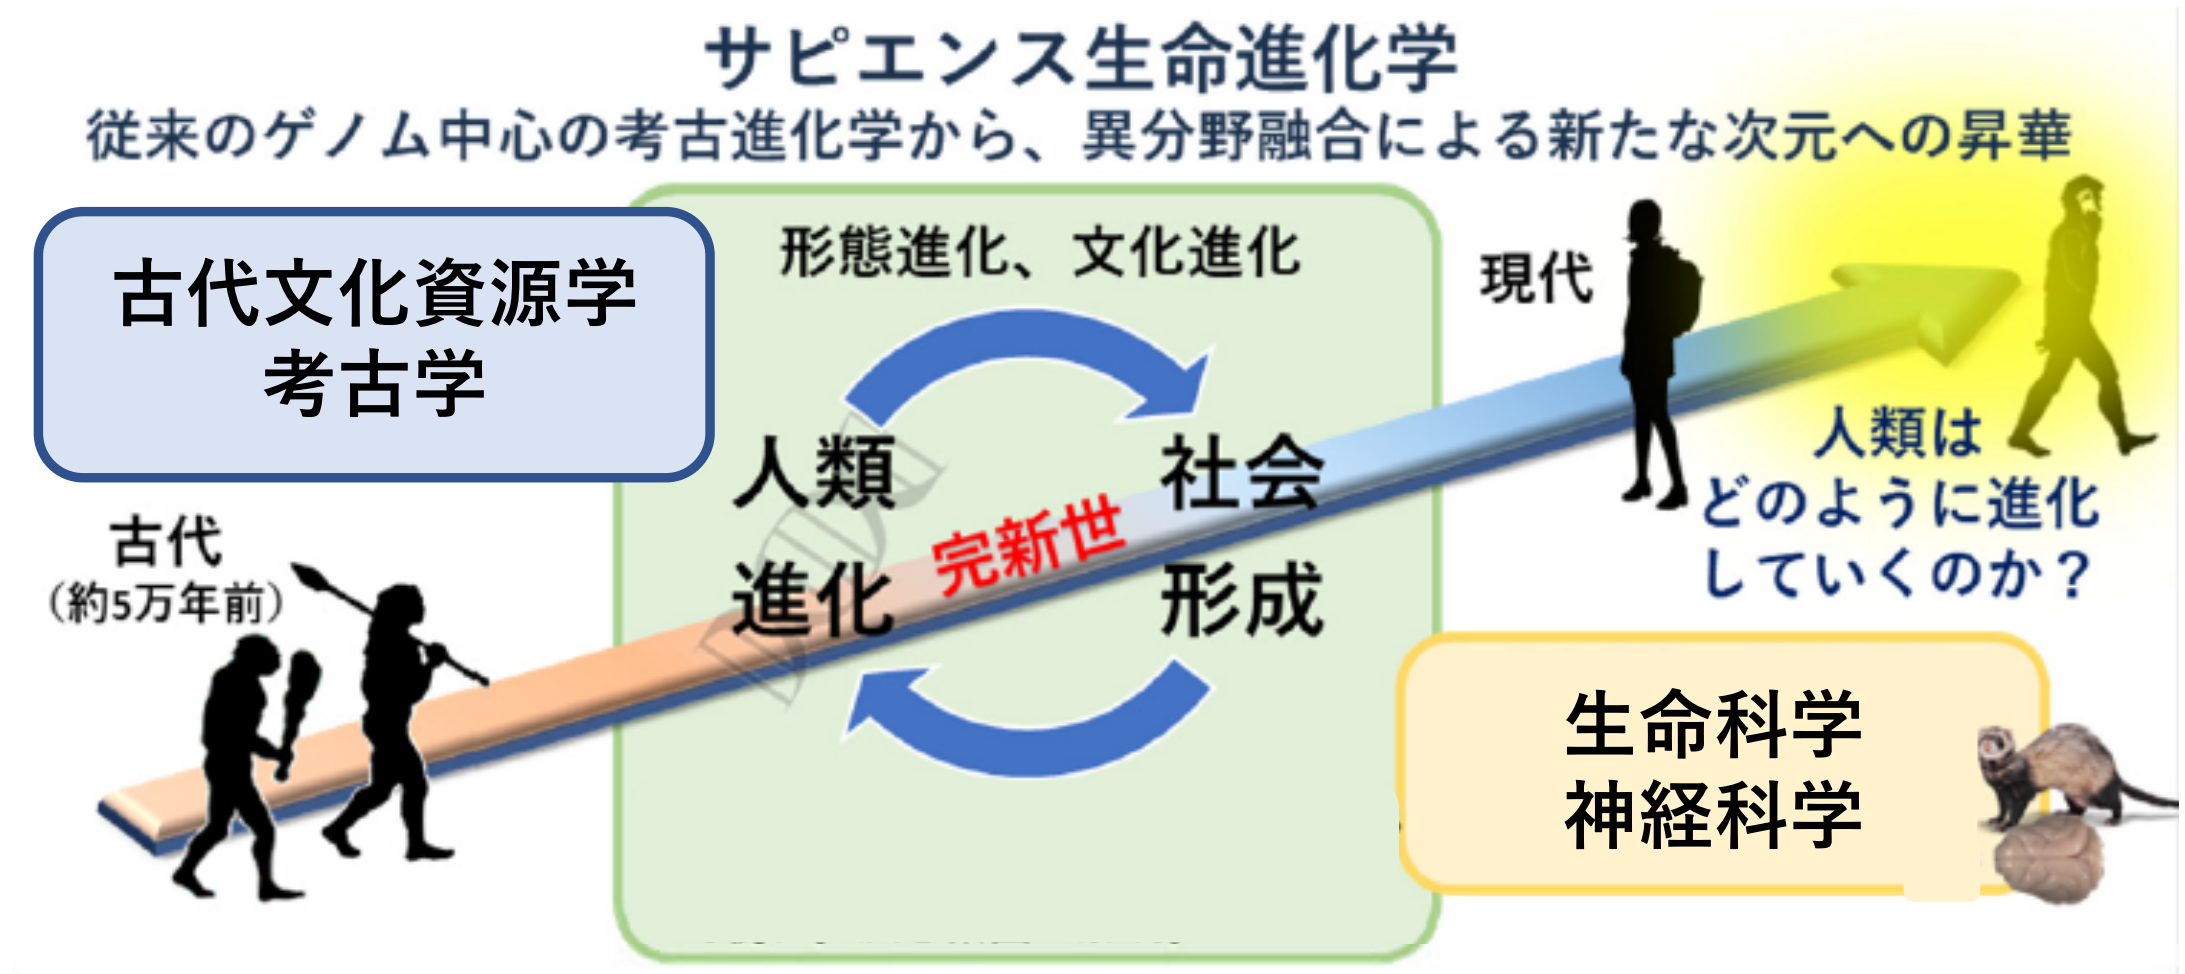 サピエンス生命進化学
従来のゲノム中心の考古進化学から、異分野融合による新たな次元への昇華
古代文化資源学
考古学
形態進化、文化進化
現代
人類
進化
社会
形成
完新世
古代
（約5万年前）
人類は
どのように進化
していくのか？
生命科学
神経科学